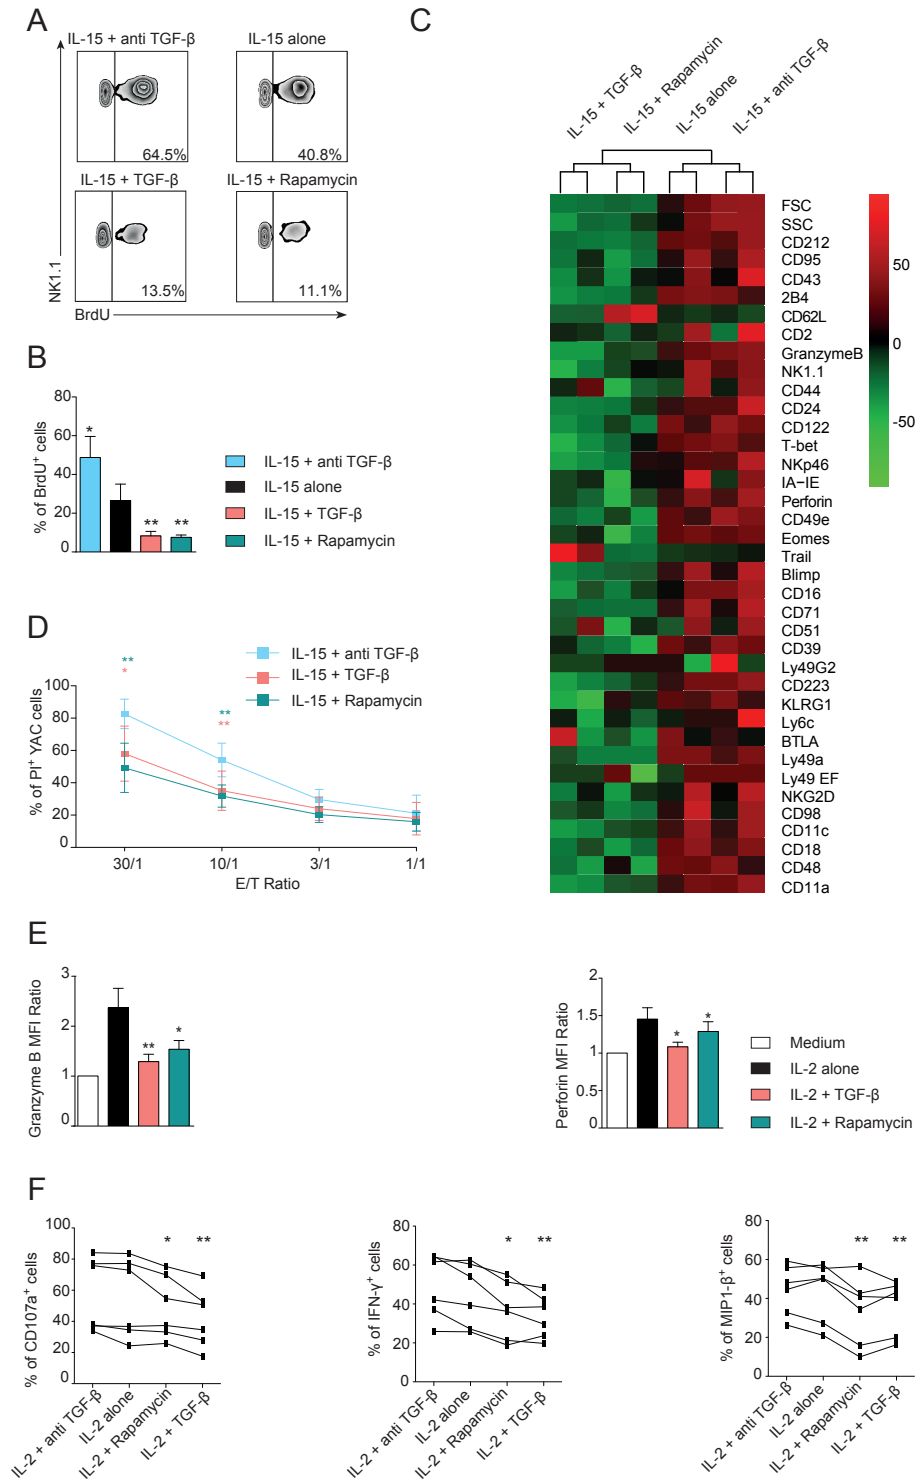 A
IL-15 + anti TGF-β
IL-15 alone
64.5%
40.8%
IL-15 + TGF-β
IL-15 + Rapamycin
13.5%
11.1%
NK1.1
BrdU
B
% of BrdU+ cells
80
60
40
20
0
*
**
**
IL-15 + anti TGF-β
IL-15 alone
IL-15 + TGF-β
IL-15 + Rapamycin
C
IL-15 + TGF-β
IL-15 + Rapamycin
IL-15 alone
IL-15 + anti TGF-β
FSC
SSC
CD212
CD95
CD43
2B4
CD62L
CD2
GranzymeB
NK1.1
CD44
CD24
CD122
T-bet
NKp46
IA-IE
Perforin
CD49e
Eomes
Trail
Blimp
CD16
CD71
CD51
CD39
Ly49G2
CD223
KLRG1
Ly6c
BTLA
Ly49a
Ly49 EF
NKG2D
CD98
CD11c
CD18
CD48
CD11a
50
0
-50
D
IL-15 + anti TGF-β
IL-15 + TGF-β
IL-15 + Rapamycin
**
*
**
**
% of PI+ YAC cells
100
80
60
40
20
0
30/1
10/1
3/1
1/1
E/T Ratio
E
Granzyme B MFI Ratio
3
2
1
0
**
*
Perforin MFI Ratio
2
1.5
1
0.5
0
*
*
Medium
IL-2 alone
IL-2 + TGF-β
IL-2 + Rapamycin
F
% of CD107a+ cells
100
80
60
40
20
0
*
**
IL-2 + anti TGF-β
IL-2 alone
IL-2 + Rapamycin
IL-2 + TGF-β
% of IFN-γ+ cells
80
60
40
20
0
*
**
IL-2 + anti TGF-β
IL-2 alone
IL-2 + Rapamycin
IL-2 + TGF-β
% of MIP1-β+ cells
80
60
40
20
0
**
**
IL-2 + anti TGF-β
IL-2 alone
IL-2 + Rapamycin
IL-2 + TGF-β